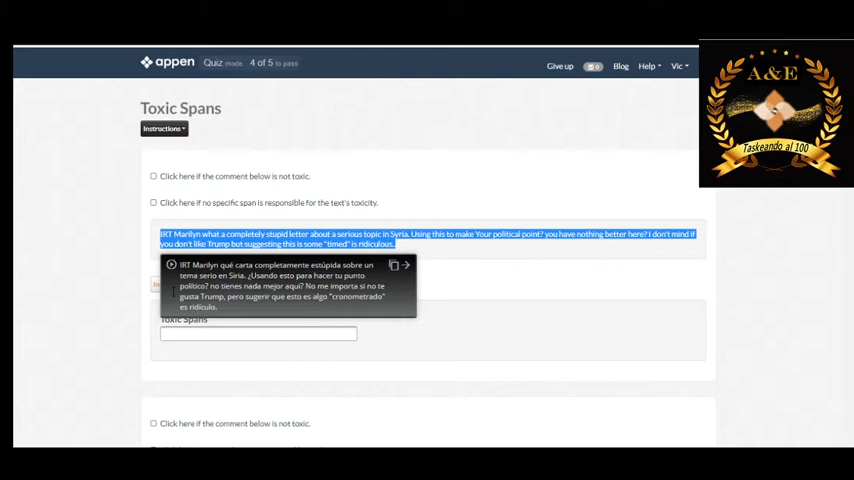 appen
Quiz mode 4 of 5 to pass
Give up
Blog
Help
Vic
A&E
Taskeando al 100
Toxic Spans
Instructions
Click here if the comment below is not toxic.
Click here if no specific span is responsible for the text's toxicity.
IRT Marilyn what a completely stupid letter about a serious topic in Syria. Using this to make Your political point? you have nothing better here? I don't mind if
you don't like Trump but suggesting this is some "timed" is ridiculous..
IRT Marilyn qué carta completamente estúpida sobre un
tema serio en Siria. ¿Usando esto para hacer tu punto
político? no tienes nada mejor aquí? No me importa si no te
gusta Trump, pero sugerir que esto es algo "cronometrado"
es ridículo.
Toxic Spans
Click here if the comment below is not toxic.